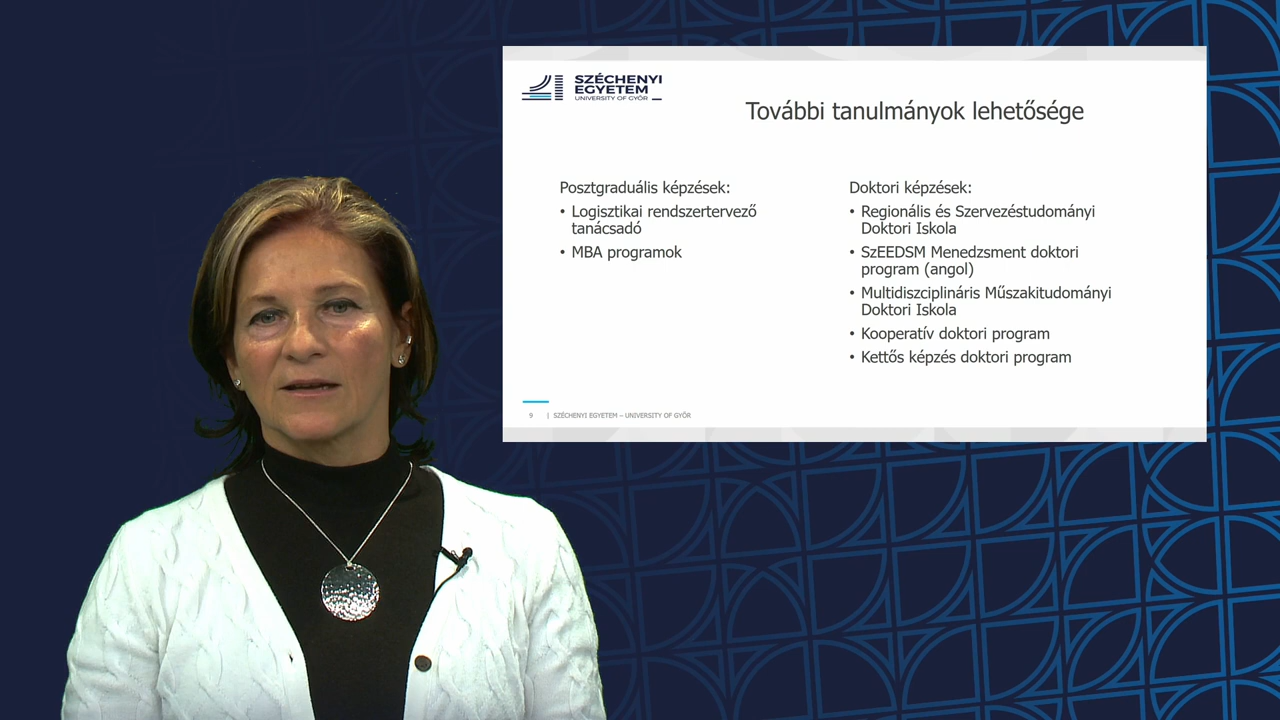 SZÉCHENYI
EGYETEM
UNIVERSITY OF GYŐR
További tanulmányok lehetősége
Posztgraduális képzések:
• Logisztikai rendszertervező
tanácsadó
• MBA programok
Doktori képzések:
• Regionális és Szervezéstudományi
Doktori Iskola
• SzEEDSM Menedzsment doktori
program (angol)
• Multidiszciplináris Műszakitudományi
Doktori Iskola
• Kooperatív doktori program
• Kettős képzés doktori program
9 | SZÉCHENYI EGYETEM – UNIVERSITY OF GYŐR